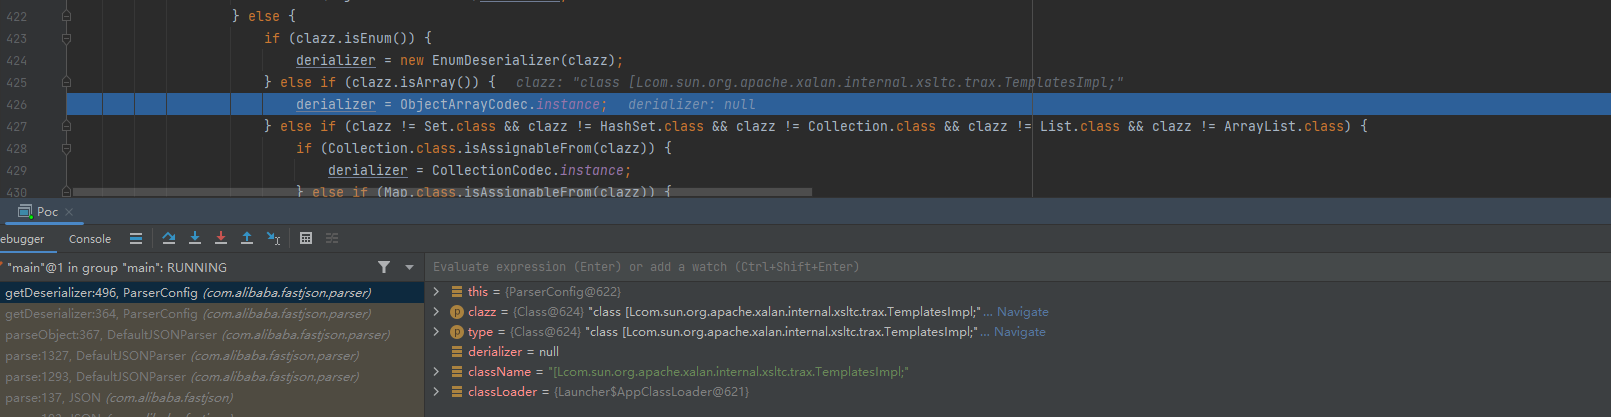 422 } else {
423 if (clazz.isEnum()) {
424 derializer = new EnumDeserializer(clazz);
425 } else if (clazz.isArray()) { clazz: "class [Lcom.sun.org.apache.xalan.internal.xsltc.trax.TemplatesImpl;"
426 derializer = ObjectArrayCodec.instance; derializer: null
427 } else if (clazz != Set.class && clazz != HashSet.class && clazz != Collection.class && clazz != List.class && clazz != ArrayList.class) {
428 if (Collection.class.isAssignableFrom(clazz)) {
429 derializer = CollectionCodec.instance;
430 } else if (Map.class.isAssignableFrom(clazz)) {
Poc
ebugger Console
"main"@1 in group "main": RUNNING
Evaluate expression (Enter) or add a watch (Ctrl+Shift+Enter)
getDeserializer:496, ParserConfig (com.alibaba.fastjson.parser)
getDeserializer:364, ParserConfig (com.alibaba.fastjson.parser)
parseObject:367, DefaultJSONParser (com.alibaba.fastjson.parser)
parse:1327, DefaultJSONParser (com.alibaba.fastjson.parser)
parse:1293, DefaultJSONParser (com.alibaba.fastjson.parser)
parse:137, JSON (com.alibaba.fastjson)
this = {ParserConfig@622}
p clazz = {Class@624} "class [Lcom.sun.org.apache.xalan.internal.xsltc.trax.TemplatesImpl;"... Navigate
p type = {Class@624} "class [Lcom.sun.org.apache.xalan.internal.xsltc.trax.TemplatesImpl;"... Navigate
derializer = null
className = "[Lcom.sun.org.apache.xalan.internal.xsltc.trax.TemplatesImpl;"
classLoader = {Launcher$AppClassLoader@621}